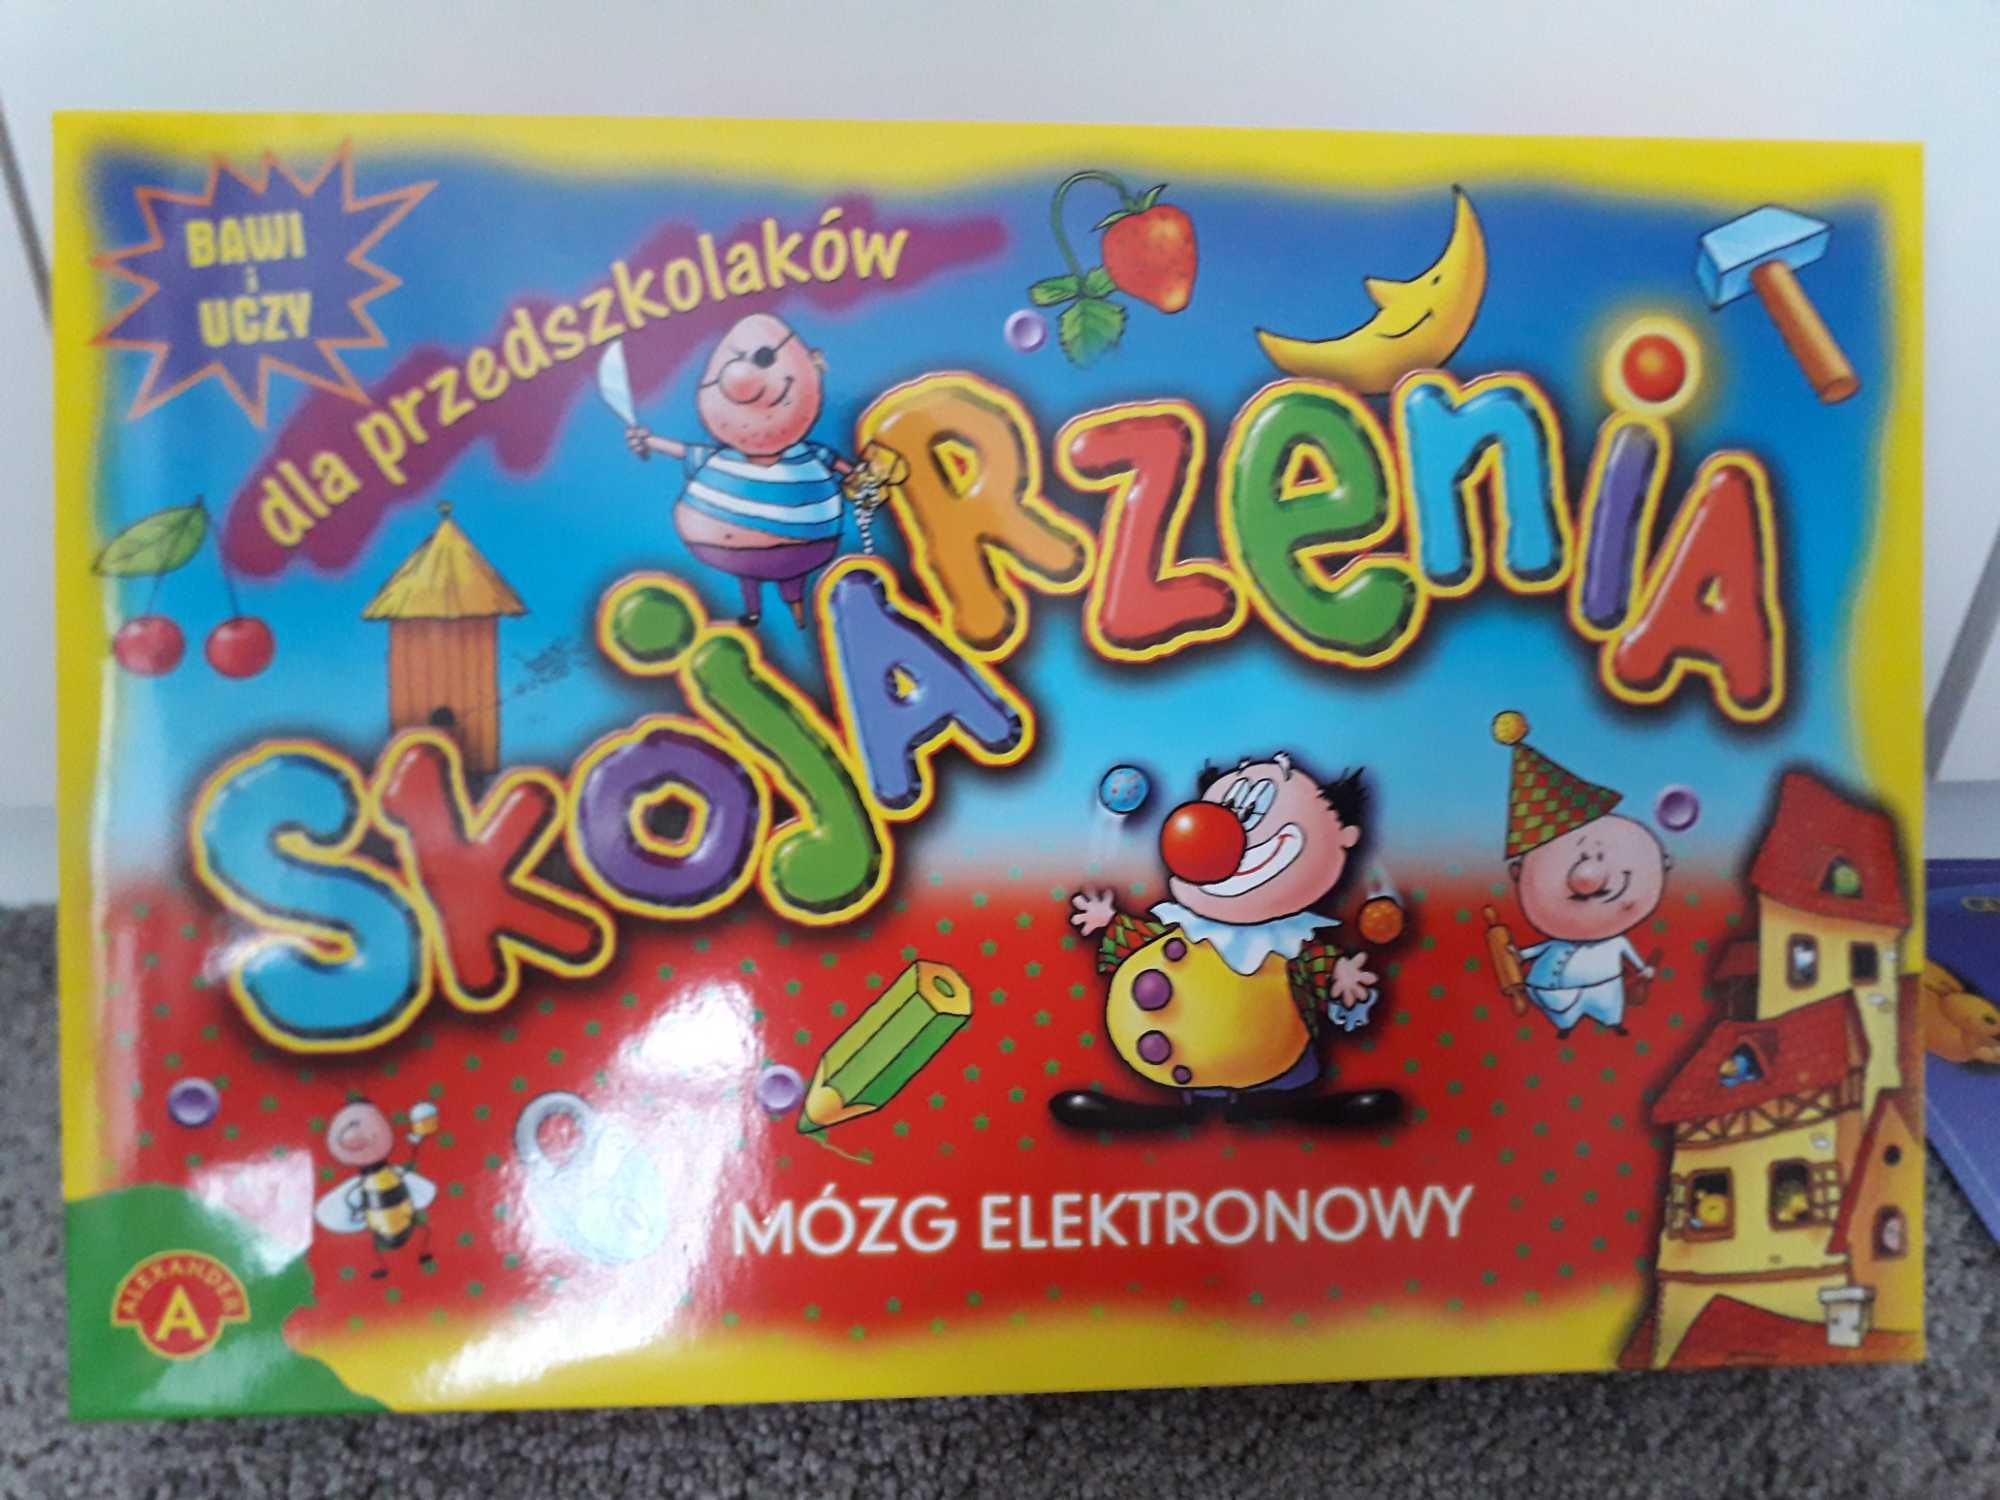 BAWI
i
UCZY
dla przedszkolaków
SKOJARZENIA
MÓZG ELEKTRONOWY
ALEXANDER
A